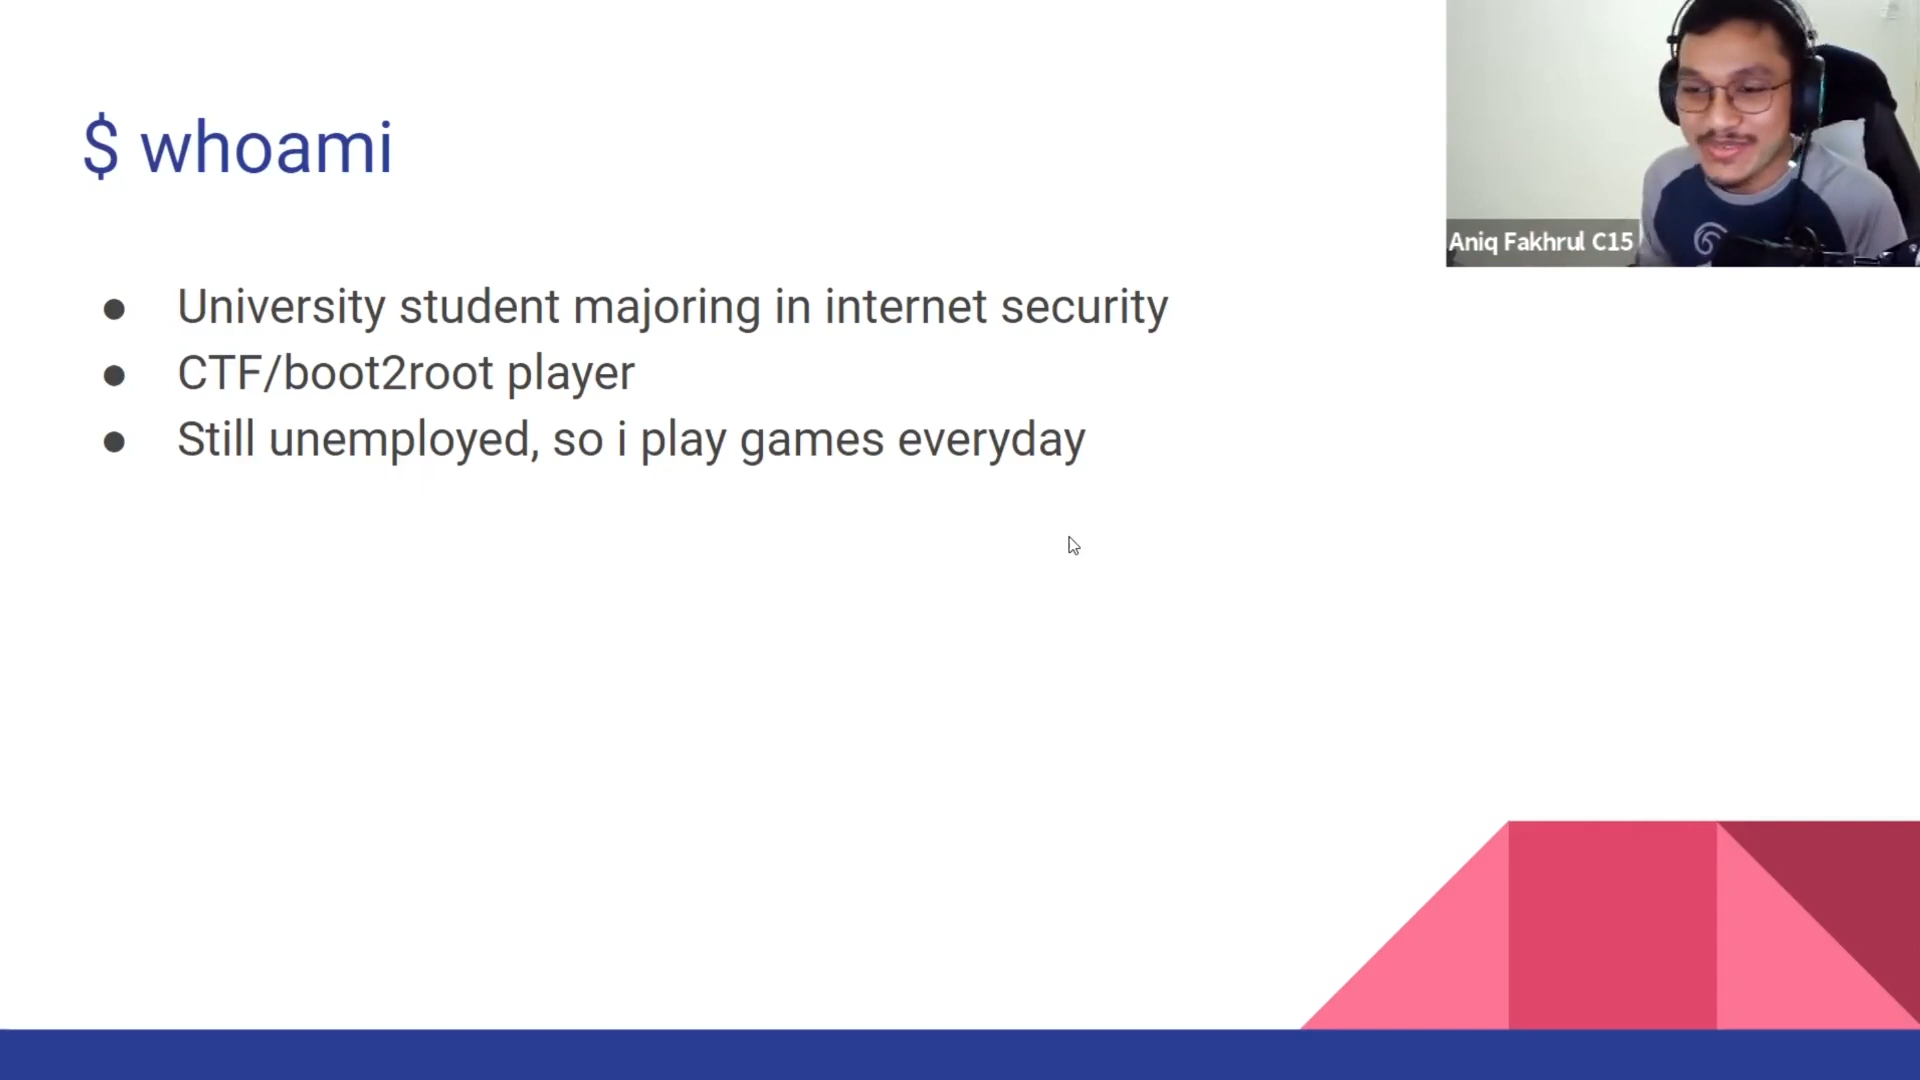 $ whoami
Aniq Fakhrul C15
● University student majoring in internet security
● CTF/boot2root player
● Still unemployed, so i play games everyday